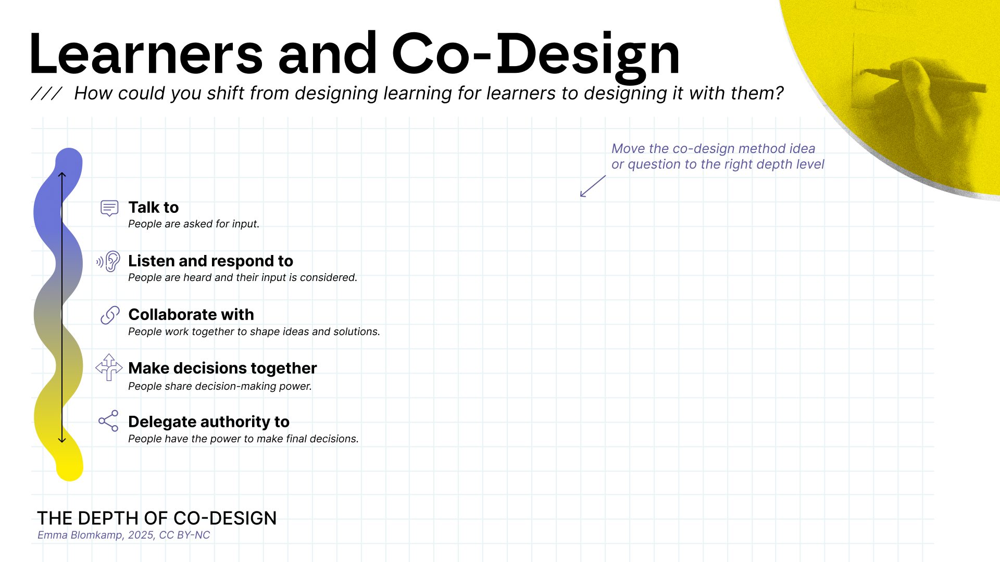 Learners and Co-Design
/// How could you shift from designing learning for learners to designing it with them?
Move the co-design method idea
or question to the right depth level
Talk to
People are asked for input.
Listen and respond to
People are heard and their input is considered.
Collaborate with
People work together to shape ideas and solutions.
Make decisions together
People share decision-making power.
Delegate authority to
People have the power to make final decisions.
THE DEPTH OF CO-DESIGN
Emma Blomkamp, 2025, CC BY-NC